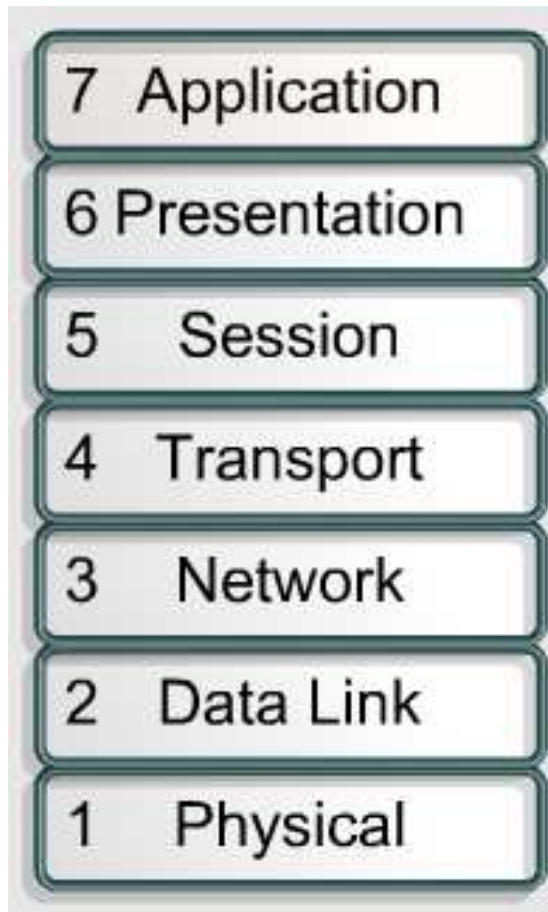 7 Application
6 Presentation
5 Session
4 Transport
3 Network
2 Data Link
1 Physical